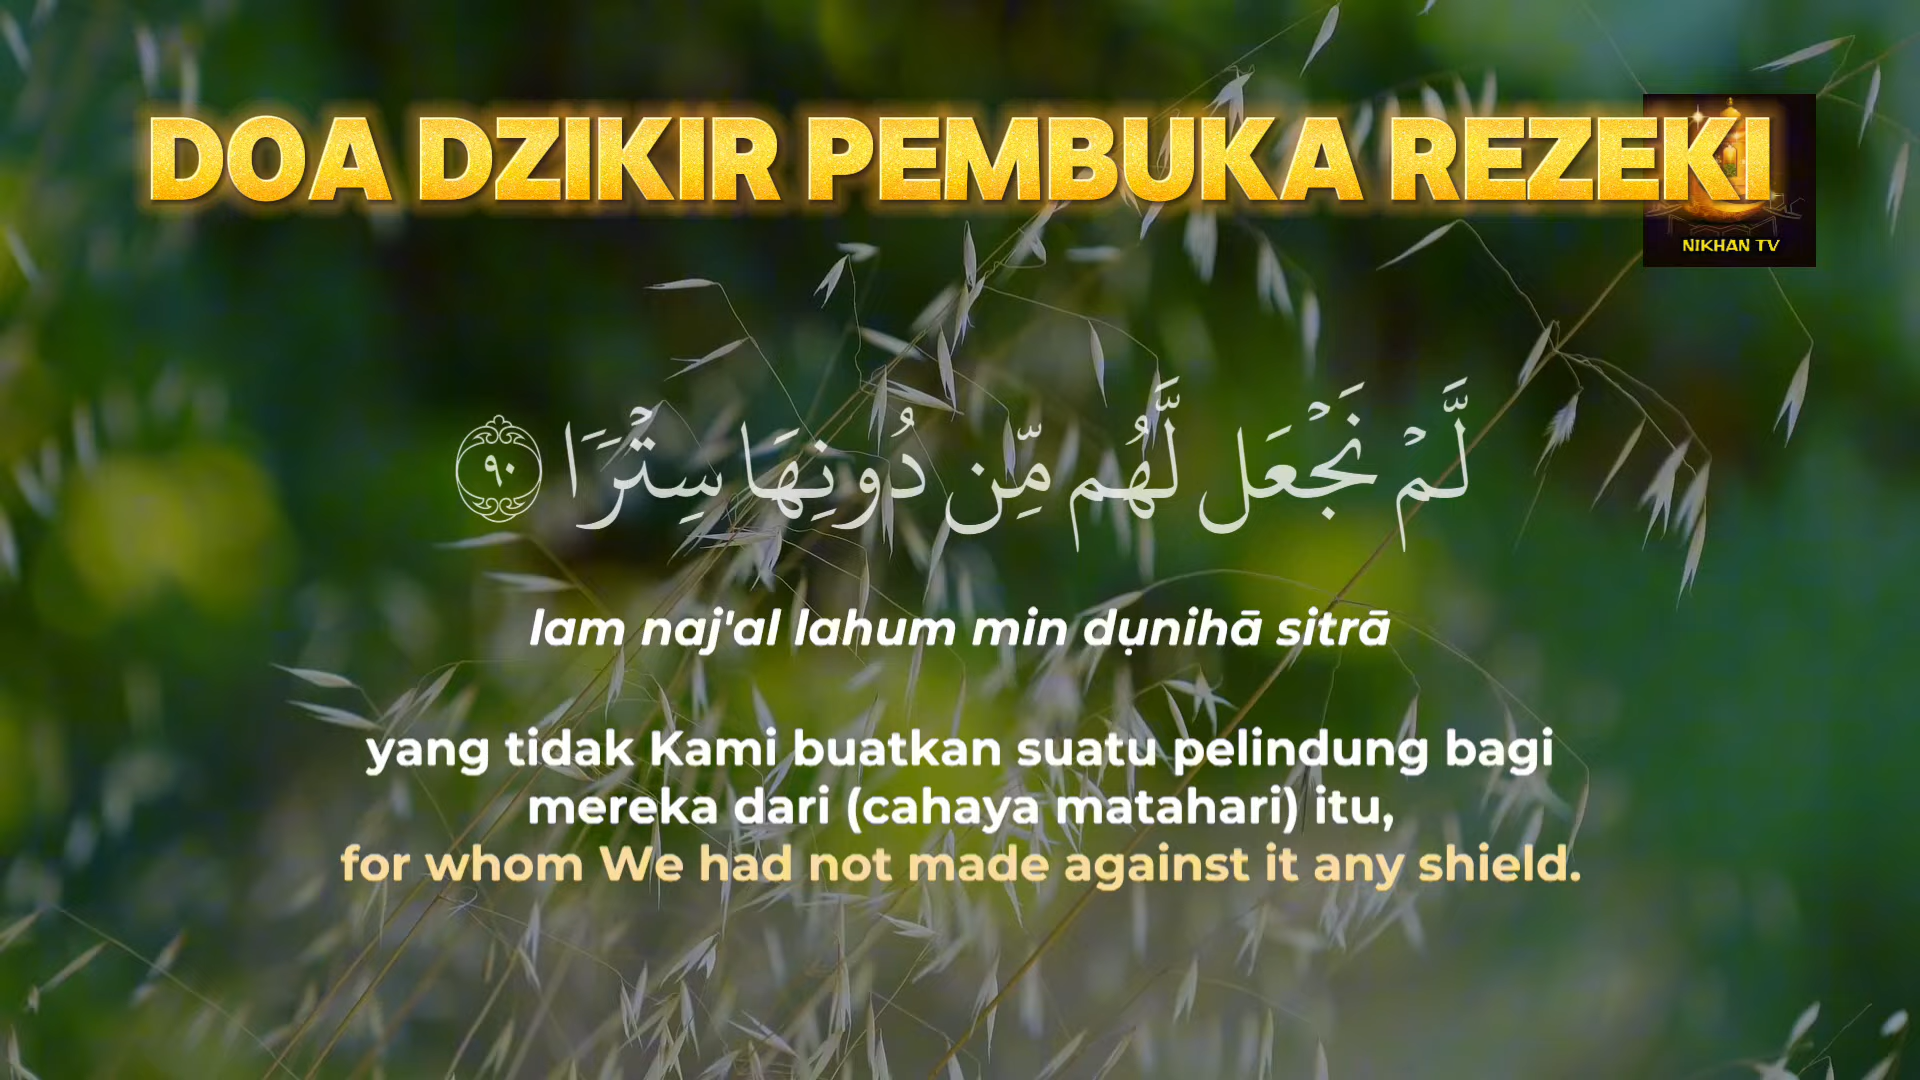 DOA DZIKIR PEMBUKA REZEKI
NIKHAN TV
لَّمْ نَجْعَل لَّهُم مِّن دُونِهَا سِتْرًا ٩٠
lam naj'al lahum min dụnihā sitrā
yang tidak Kami buatkan suatu pelindung bagi
mereka dari (cahaya matahari) itu,
for whom We had not made against it any shield.